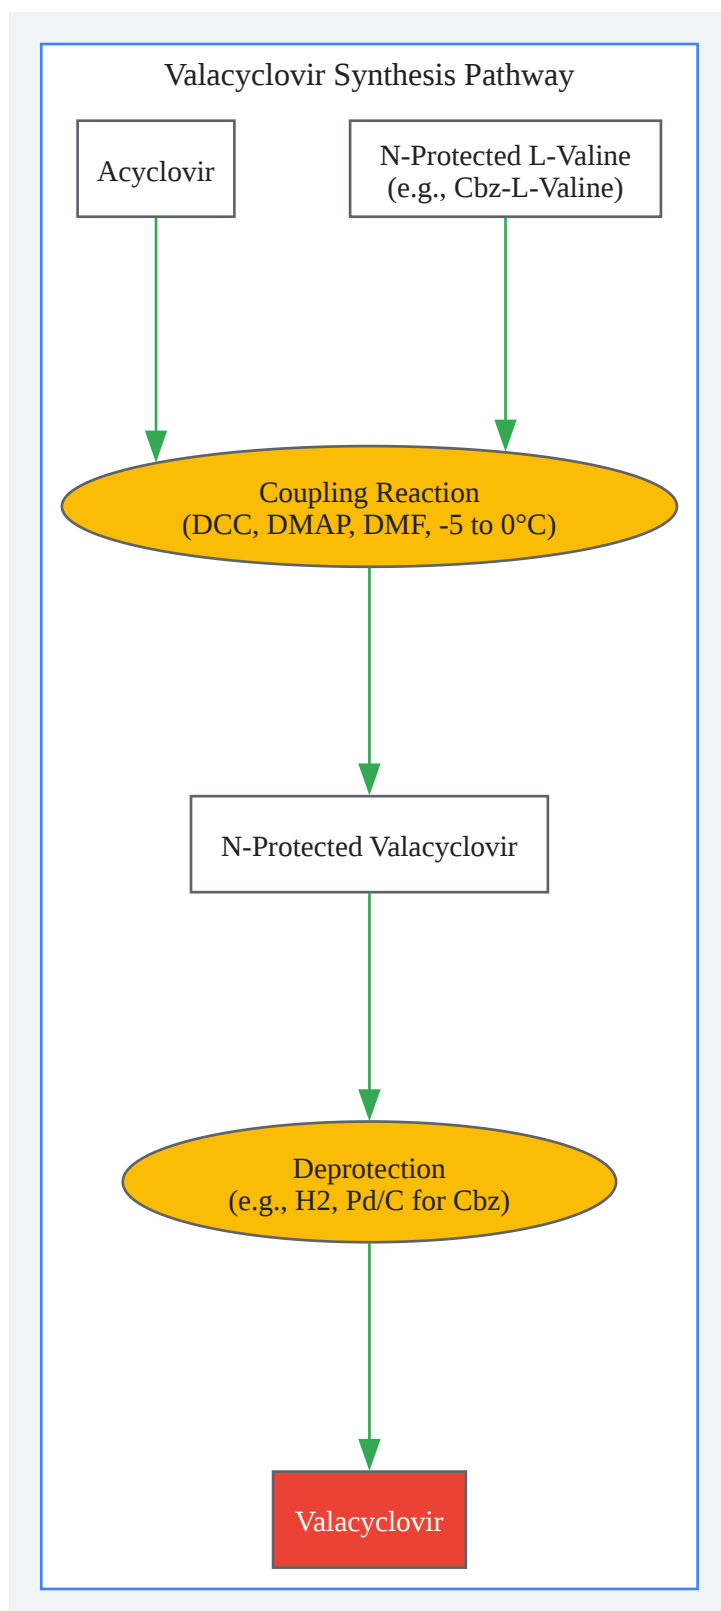 Valacyclovir Synthesis Pathway
Acyclovir
N-Protected L-Valine
(e.g., Cbz-L-Valine)
Coupling Reaction
(DCC, DMAP, DMF, -5 to 0°C)
N-Protected Valacyclovir
Deprotection
(e.g., H2, Pd/C for Cbz)
Valacyclovir